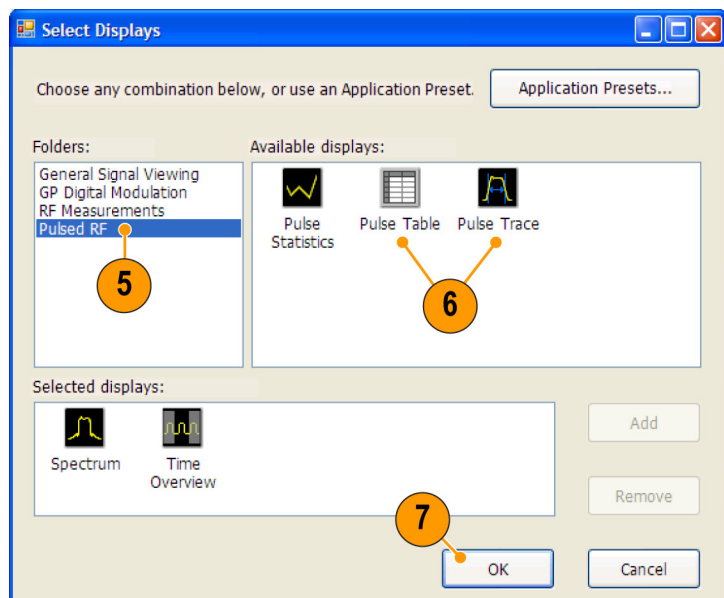 Select Displays
Choose any combination below, or use an Application Preset.
Application Presets...
Folders:
General Signal Viewing
GP Digital Modulation
RF Measurements
Pulsed RF
5
Available displays:
Pulse
Statistics
Pulse Table
Pulse Trace
6
Selected displays:
Spectrum
Time
Overview
Add
Remove
7
OK
Cancel